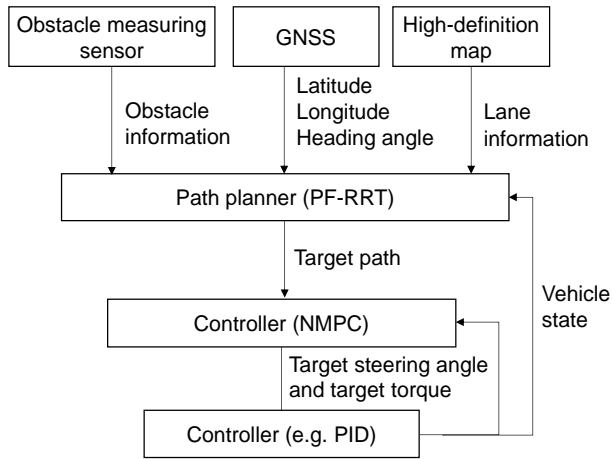 Obstacle measuring
sensor
GNSS
High-definition
map
Obstacle
information
Latitude
Longitude
Heading angle
Lane
information
Path planner (PF-RRT)
Target path
Vehicle
state
Controller (NMPC)
Target steering angle
and target torque
Controller (e.g. PID)